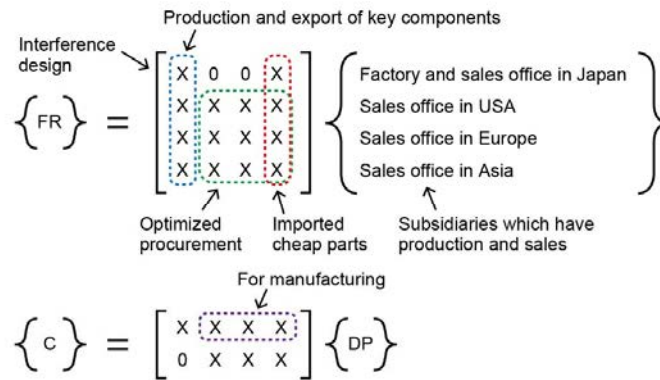 Production and export of key components
Interference
design
X 0 0 X
X X X X
X X X X
X X X X
{FR} =
Factory and sales office in Japan
Sales office in USA
Sales office in Europe
Sales office in Asia
Optimized
procurement
Imported
cheap parts
Subsidiaries which have
production and sales
For manufacturing
{C} =
X X X X
0 X X X
{DP}